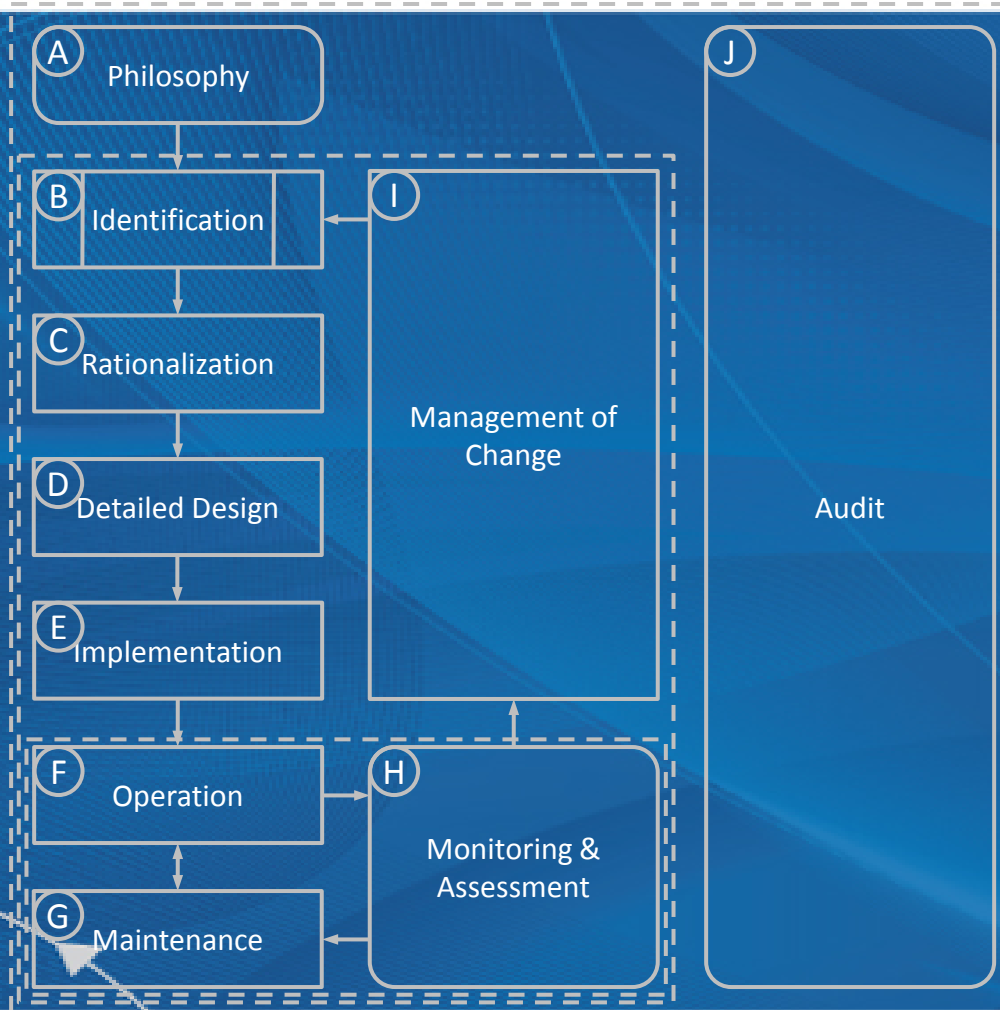 A
Philosophy
B
Identification
C
Rationalization
D
Detailed Design
E
Implementation
F
Operation
G
Maintenance
H
Monitoring &
Assessment
I
Management of
Change
J
Audit